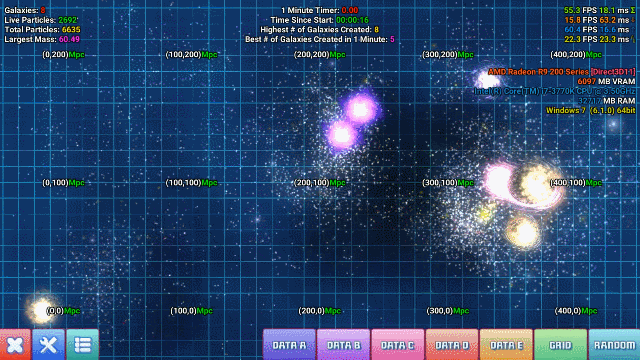 Galaxies: 8
Live Particles: 2692
Total Particles: 6635
Largest Mass: 60.49
1 Minute Timer: 0.00
Time Since Start: 00:00:16
Highest # of Galaxies Created: 8
Best # of Galaxies Created in 1 Minute: 5
55.3 FPS 18.1 ms Σ
15.8 FPS 63.2 ms
60.4 FPS 16.6 ms
22.3 FPS 23.3 ms
(0,200)Mpc (100,200)Mpc (200,200)Mpc (300,200)Mpc (400,200)Mpc
AMD Radeon R9 200 Series [Direct3D11]
6097 MB VRAM
Intel(R) Core(TM) i7-3770K CPU @ 3.50GHz
32717 MB RAM
Windows 7 (6.1.0) 64bit
(0,100)Mpc (100,100)Mpc (200,100)Mpc (300,100)Mpc (400,100)Mpc
(0,0)Mpc (100,0)Mpc (200,0)Mpc (300,0)Mpc (400,0)Mpc
DATA A DATA B DATA C DATA D DATA E GRID RANDOM